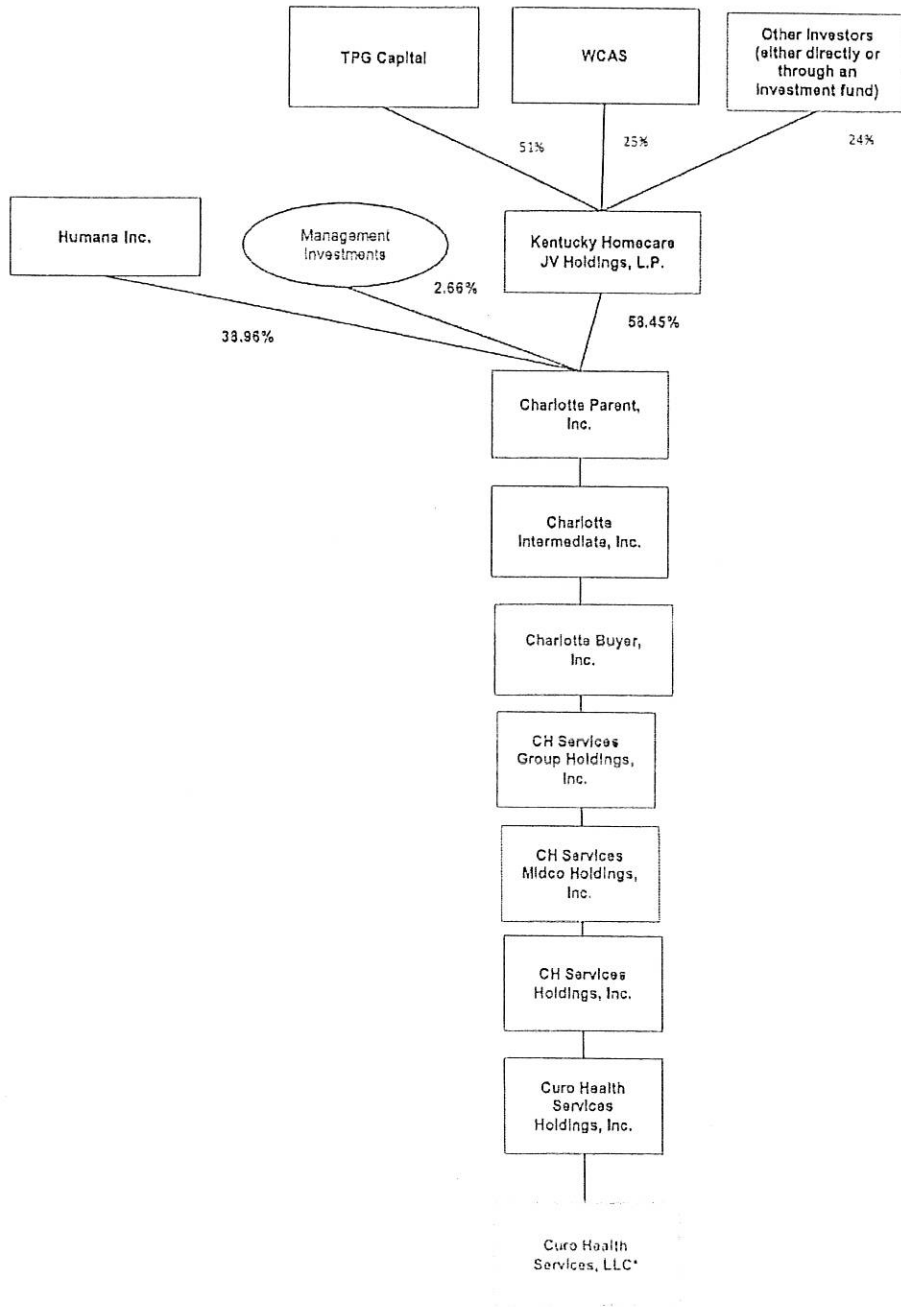 TPG Capital
WCAS
Other Investors
(either directly or
through an
Investment fund)
51%
25%
24%
Humana Inc.
Management
Investments
Kentucky Homecare
JV Holdings, L.P.
2.66%
38.96%
58.45%
Charlotte Parent,
Inc.
Charlotte
Intermediate, Inc.
Charlotte Buyer,
Inc.
CH Services
Group Holdings,
Inc.
CH Services
Midco Holdings,
Inc.
CH Services
Holdings, Inc.
Curo Health
Services
Holdings, Inc.
Curo Health
Services, LLC*